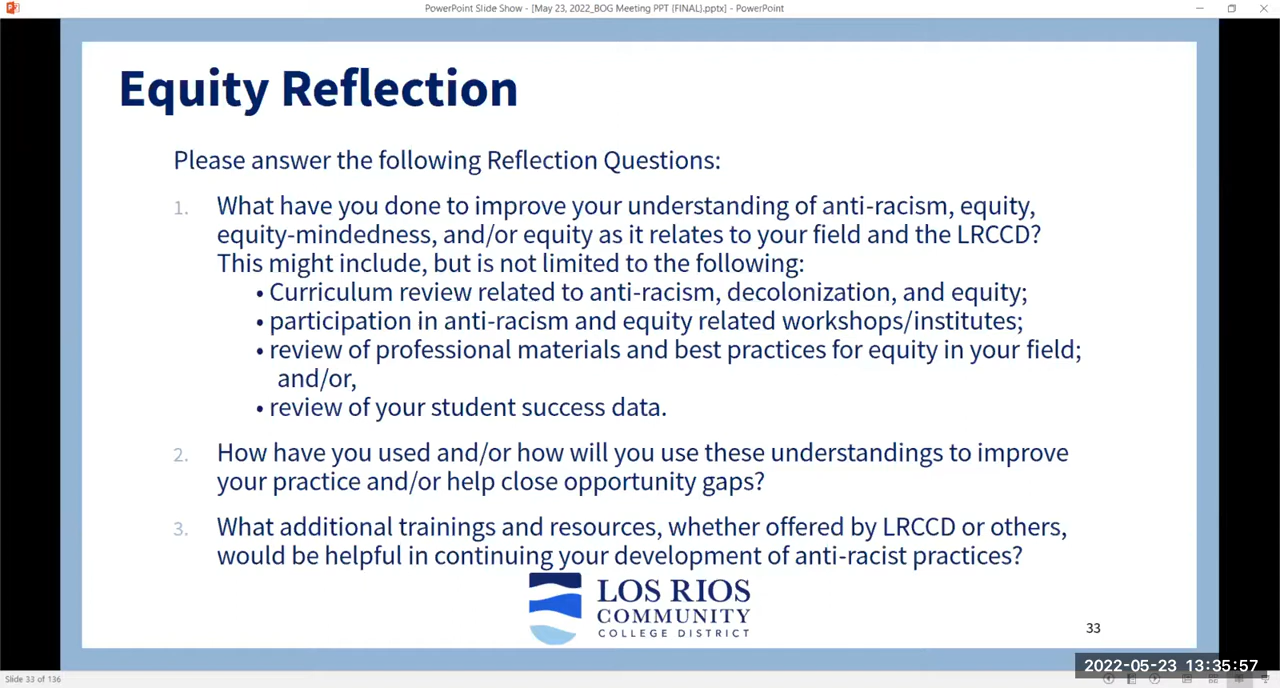 PowerPoint Slide Show - [May 23, 2022_BOG Meeting PPT (FINAL).pptx] - PowerPoint
Equity Reflection
Please answer the following Reflection Questions:
1. What have you done to improve your understanding of anti-racism, equity,
equity-mindedness, and/or equity as it relates to your field and the LRCCD?
This might include, but is not limited to the following:
• Curriculum review related to anti-racism, decolonization, and equity;
• participation in anti-racism and equity related workshops/institutes;
• review of professional materials and best practices for equity in your field;
and/or,
• review of your student success data.
2. How have you used and/or how will you use these understandings to improve
your practice and/or help close opportunity gaps?
3. What additional trainings and resources, whether offered by LRCCD or others,
would be helpful in continuing your development of anti-racist practices?
LOS RIOS
COMMUNITY
COLLEGE DISTRICT
33
2022-05-23 13:35:57
Slide 33 of 136